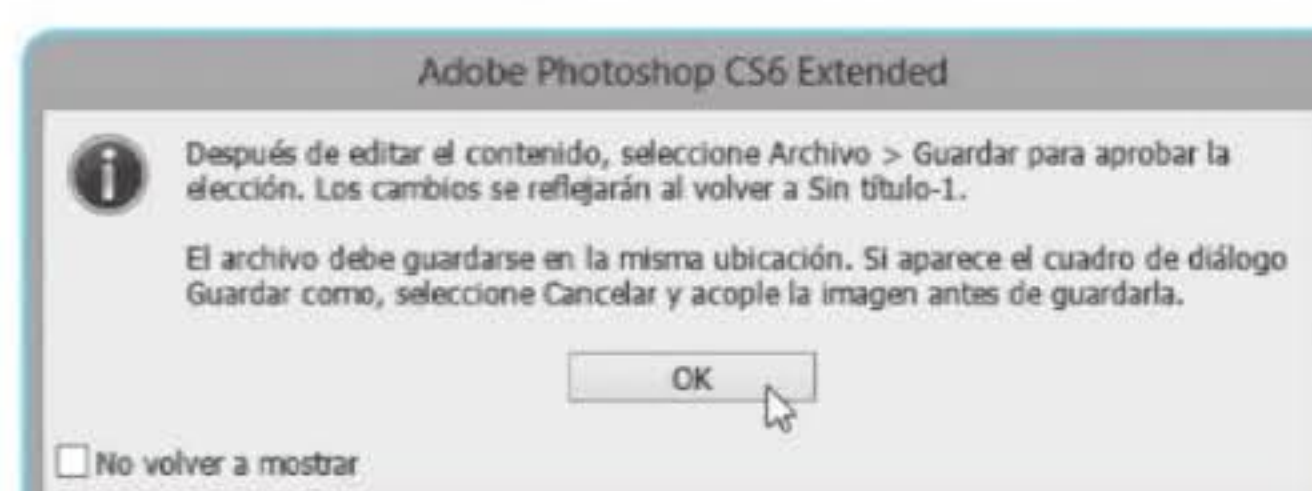 Adobe Photoshop CS6 Extended
Después de editar el contenido, seleccione Archivo > Guardar para aprobar la
elección. Los cambios se reflejarán al volver a Sin título-1.
El archivo debe guardarse en la misma ubicación. Si aparece el cuadro de diálogo
Guardar como, seleccione Cancelar y acople la imagen antes de guardarla.
OK
No volver a mostrar